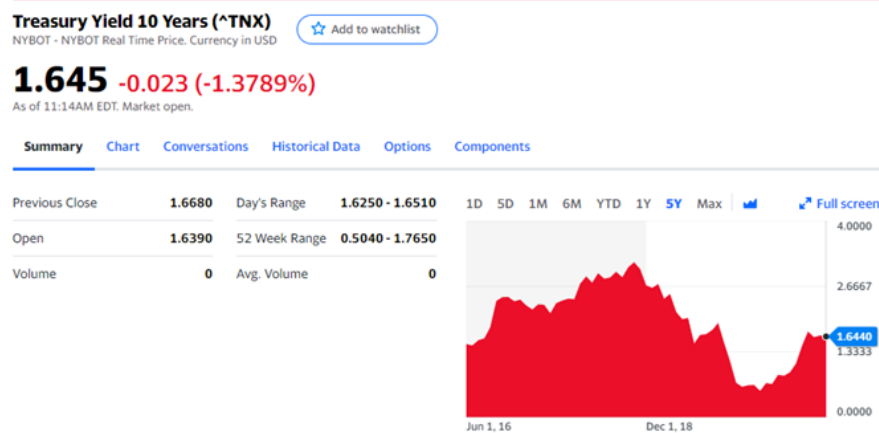 Treasury Yield 10 Years (^TNX)
Add to watchlist
NYBOT - NYBOT Real Time Price. Currency in USD
1.645 -0.023 (-1.3789%)
As of 11:14AM EDT. Market open.
Summary Chart Conversations Historical Data Options Components
Previous Close 1.6680 Day's Range 1.6250 - 1.6510
Open 1.6390 52 Week Range 0.5040 - 1.7650
Volume 0 Avg. Volume 0
1D 5D 1M 6M YTD 1Y 5Y Max Full screen
4.0000
2.6667
1.6440
1.3333
0.0000
Jun 1, 16 Dec 1, 18